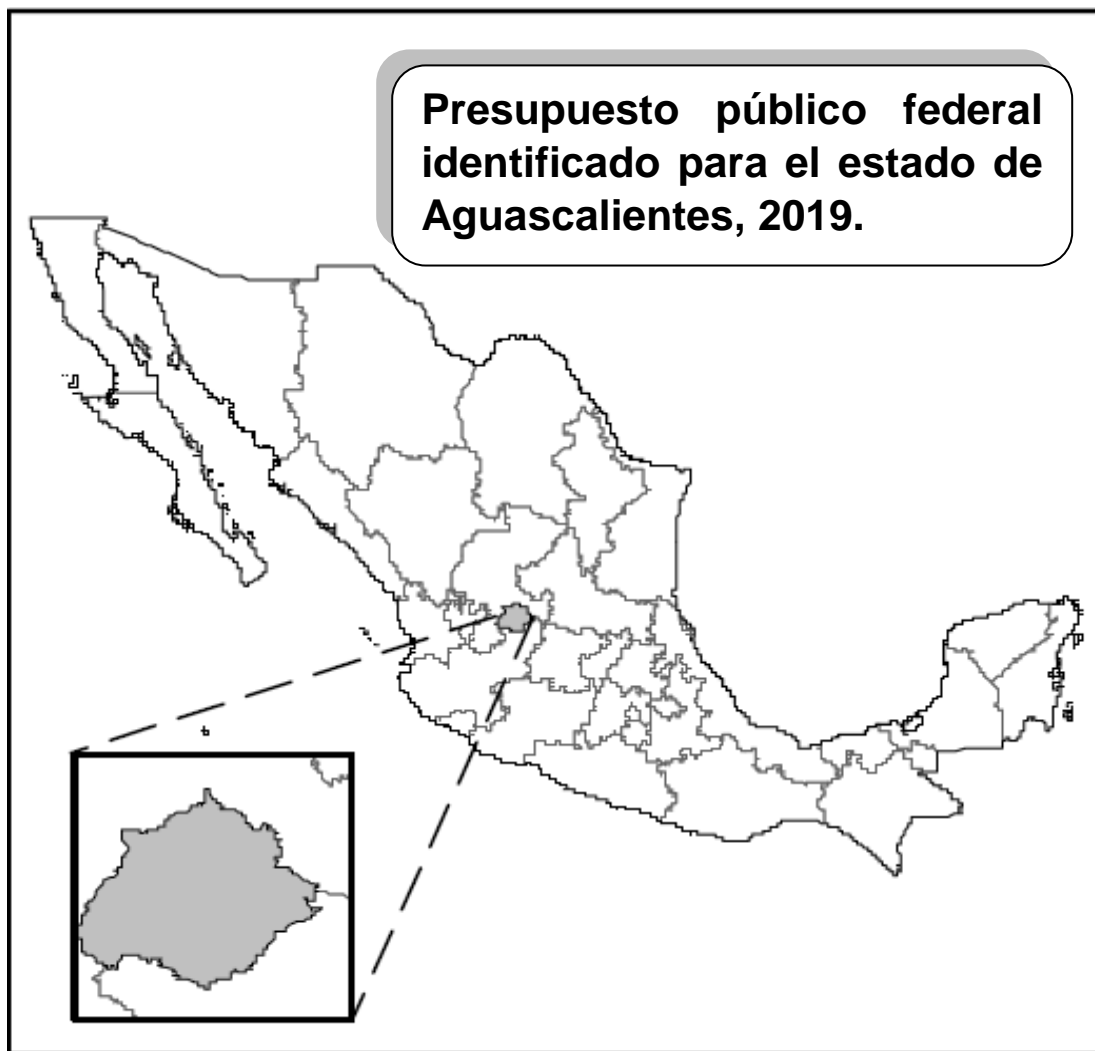 Presupuesto público federal
identificado para el estado de
Aguascalientes, 2019.